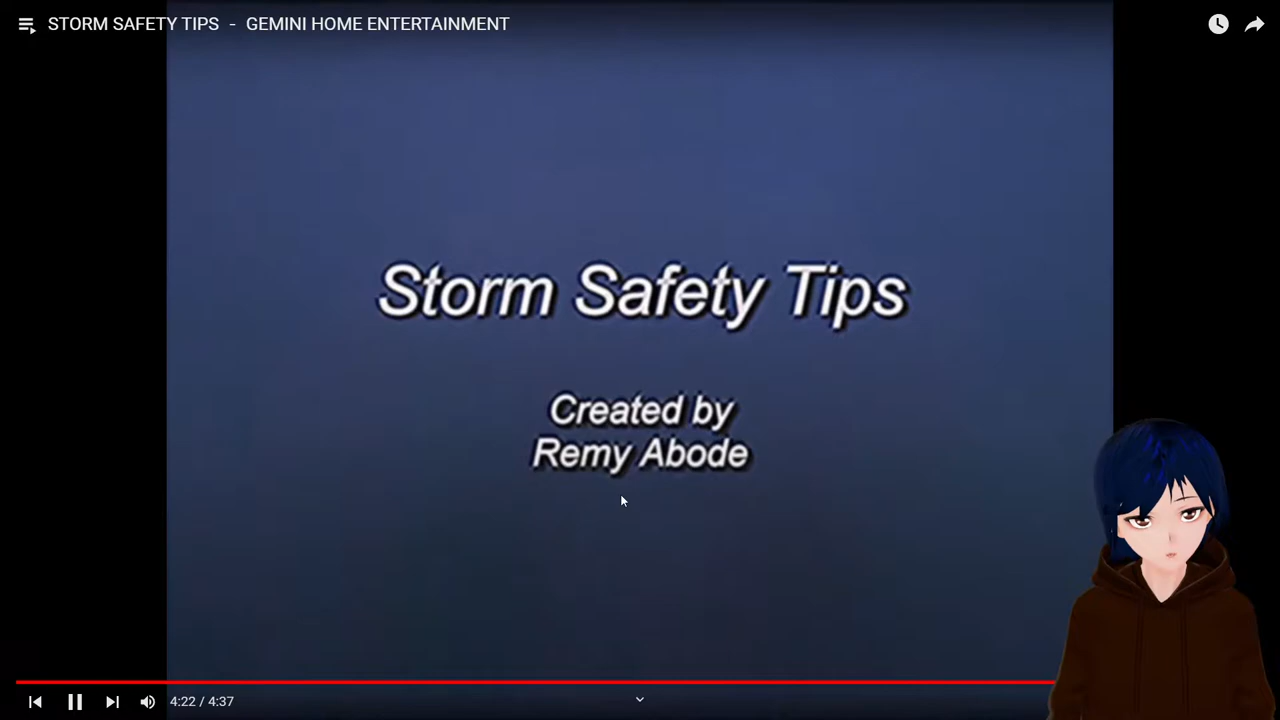 STORM SAFETY TIPS - GEMINI HOME ENTERTAINMENT
Storm Safety Tips
Created by
Remy Abode
4:22 / 4:37